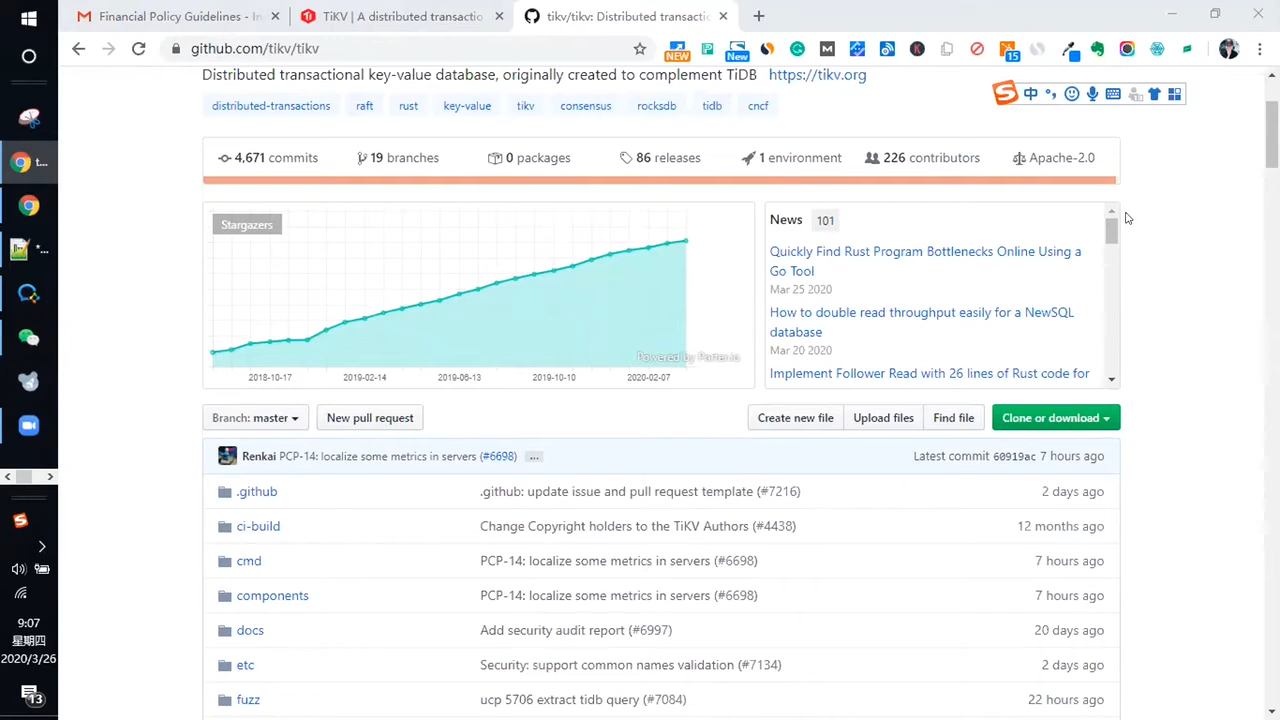 Financial Policy Guidelines - In
TiKV | A distributed transactio
tikv/tikv: Distributed transactio
github.com/tikv/tikv
NEW
New
15
Distributed transactional key-value database, originally created to complement TiDB https://tikv.org
中
distributed-transactions raft rust key-value tikv consensus rocksdb tidb cncf
4,671 commits 19 branches 0 packages 86 releases 1 environment 226 contributors Apache-2.0
Stargazers
Powered by Porter.io
2018-10-17 2019-02-14 2019-06-13 2019-10-10 2020-02-07
News 101
Quickly Find Rust Program Bottlenecks Online Using a
Go Tool
Mar 25 2020
How to double read throughput easily for a NewSQL
database
Mar 20 2020
Implement Follower Read with 26 lines of Rust code for
Branch: master New pull request Create new file Upload files Find file Clone or download
Renkai PCP-14: localize some metrics in servers (#6698) ... Latest commit 60919ac 7 hours ago
.github .github: update issue and pull request template (#7216) 2 days ago
ci-build Change Copyright holders to the TiKV Authors (#4438) 12 months ago
cmd PCP-14: localize some metrics in servers (#6698) 7 hours ago
components PCP-14: localize some metrics in servers (#6698) 7 hours ago
docs Add security audit report (#6997) 20 days ago
etc Security: support common names validation (#7134) 2 days ago
fuzz ucp 5706 extract tidb query (#7084) 22 hours ago
t...
9:07
星期四
2020/3/26
13